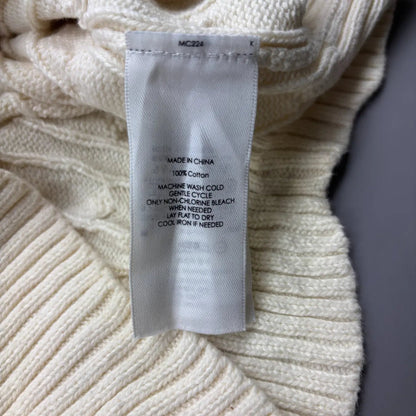 MC224 K
MADE IN CHINA
100% Cotton
MACHINE WASH COLD
GENTLE CYCLE
ONLY NON-CHLORINE BLEACH
WHEN NEEDED
LAY FLAT TO DRY
COOL IRON IF NEEDED